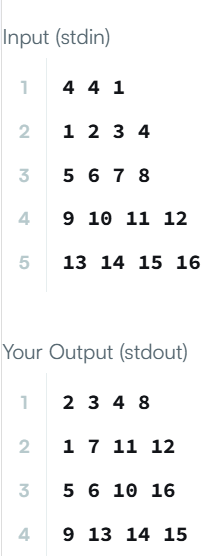 Input (stdin)
1 4 4 1
2 1 2 3 4
3 5 6 7 8
4 9 10 11 12
5 13 14 15 16
Your Output (stdout)
1 2 3 4 8
2 1 7 11 12
3 5 6 10 16
4 9 13 14 15